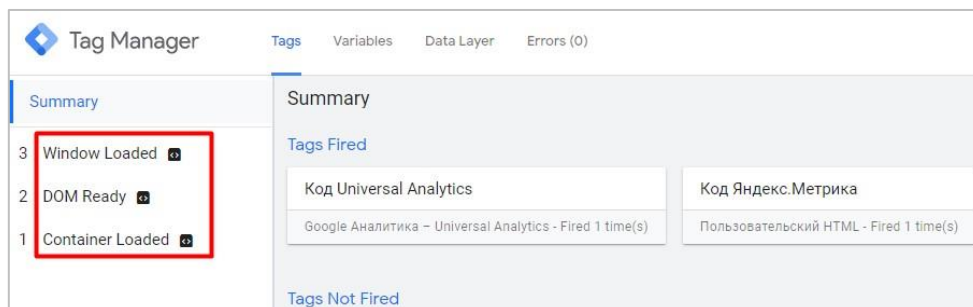 Tag Manager
Tags Variables Data Layer Errors (0)
Summary
3 Window Loaded
2 DOM Ready
1 Container Loaded
Summary
Tags Fired
Код Universal Analytics
Google Аналитика – Universal Analytics - Fired 1 time(s)
Код Яндекс.Метрика
Пользовательский HTML - Fired 1 time(s)
Tags Not Fired